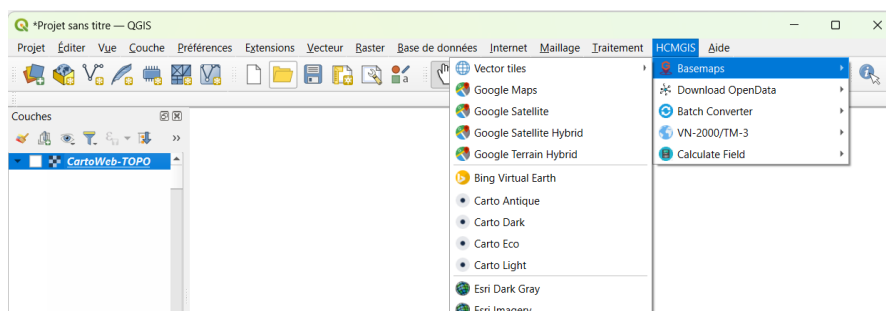 *Projet sans titre — QGIS
Projet Éditer Vue Couche Préférences Extensions Vecteur Raster Base de données Internet Maillage Traitement HCMGIS Aide
Couches
CartoWeb-TOPO
Vector tiles
Google Maps
Google Satellite
Google Satellite Hybrid
Google Terrain Hybrid
Bing Virtual Earth
Carto Antique
Carto Dark
Carto Eco
Carto Light
Esri Dark Gray
Esri Imagery
Basemaps
Download OpenData
Batch Converter
VN-2000/TM-3
Calculate Field